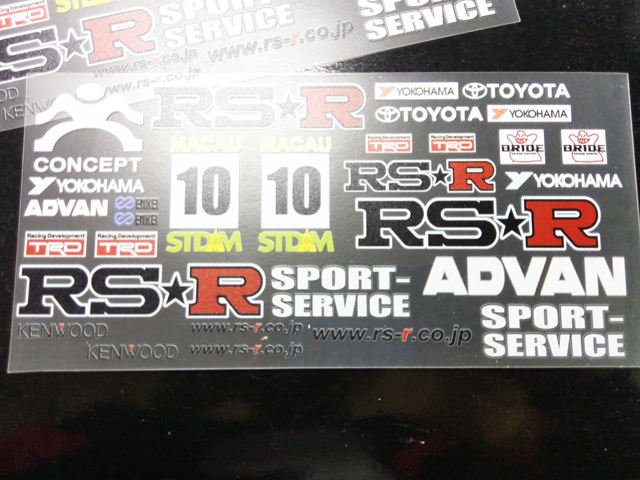 RS★R
TRD
SPORT-
SERVICE
www.rs-r.co.jp
KENWOOD
CONCEPT
YOKOHAMA
ADVAN
ENKEI
ENKEI
Racing Development
TRD
Racing Development
TRD
RS★R
MACAU
10
STDM
MACAU
10
STDM
YOKOHAMA
TOYOTA
TOYOTA
YOKOHAMA
Racing Development
TRD
Racing Development
TRD
BRIDE
BRIDE
RS★R
YOKOHAMA
RS★R
RS★R
SPORT-
SERVICE
ADVAN
SPORT-
SERVICE
KENWOOD
KENWOOD
www.rs-r.co.jp
www.rs-r.co.jp
www.rs-r.co.jp